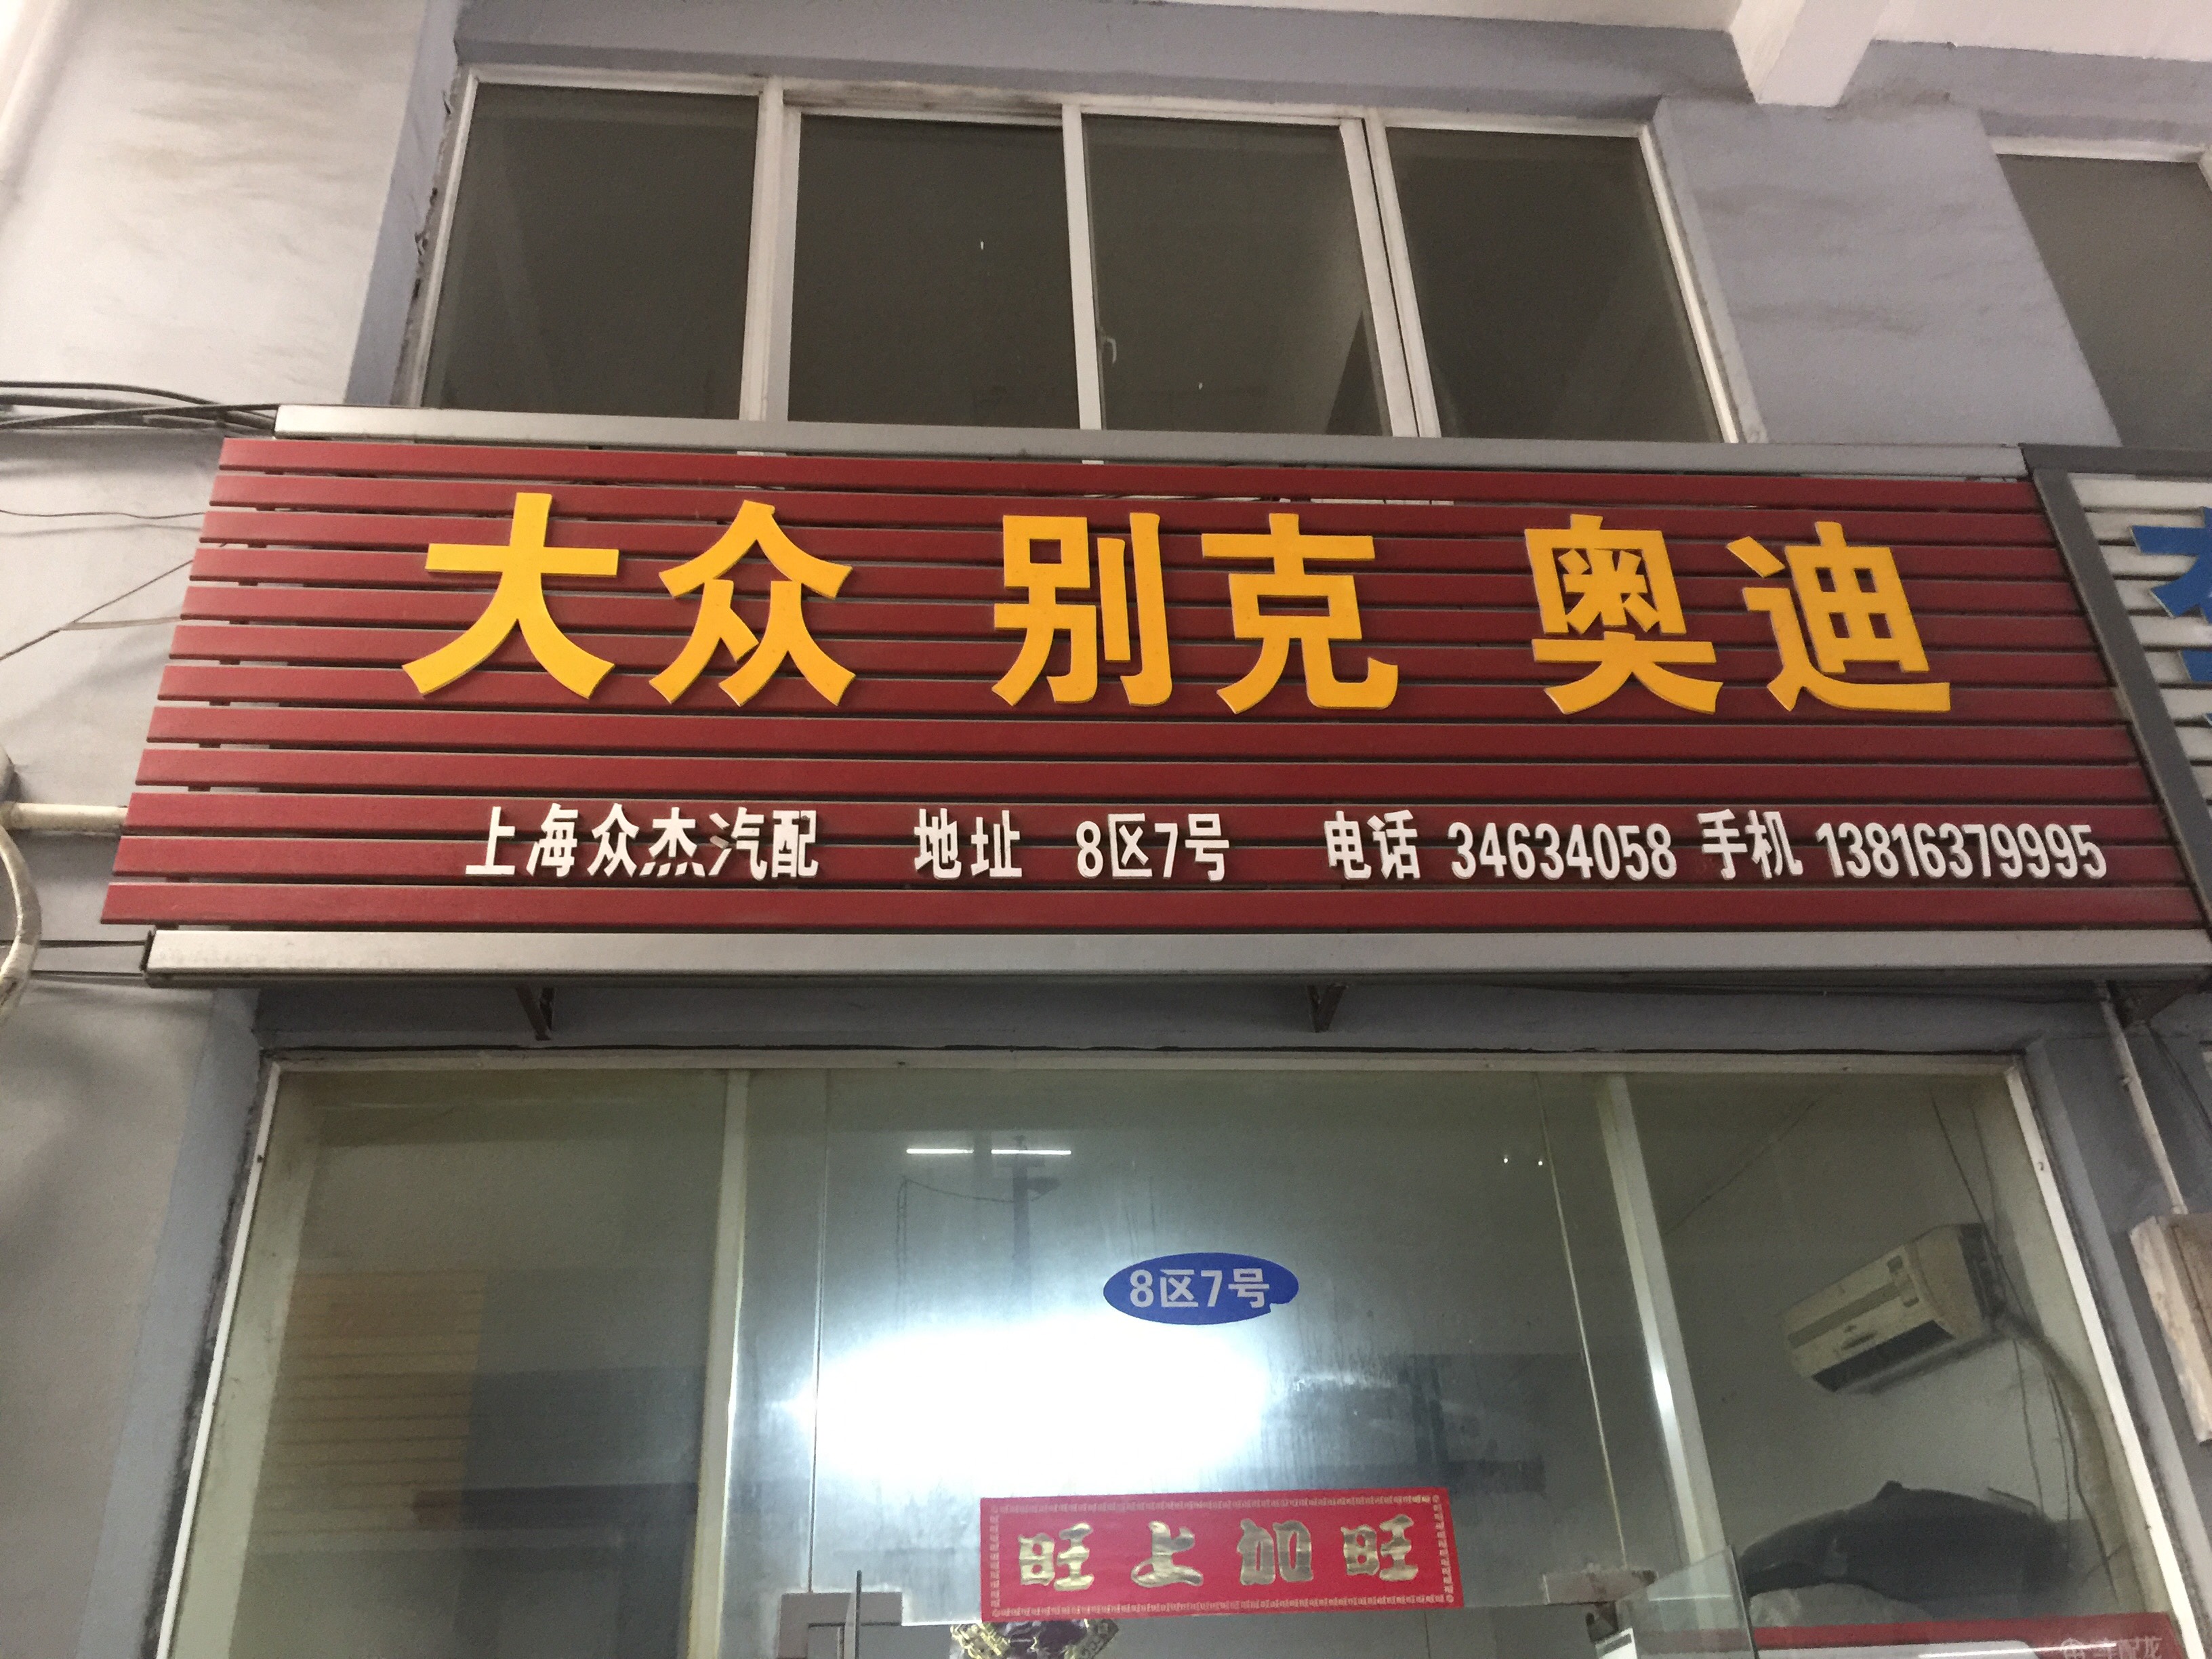 大众 别克 奥迪
上海众杰汽配 地址 8区7号 电话 34634058 手机 13816379995
8区7号
旺上加旺